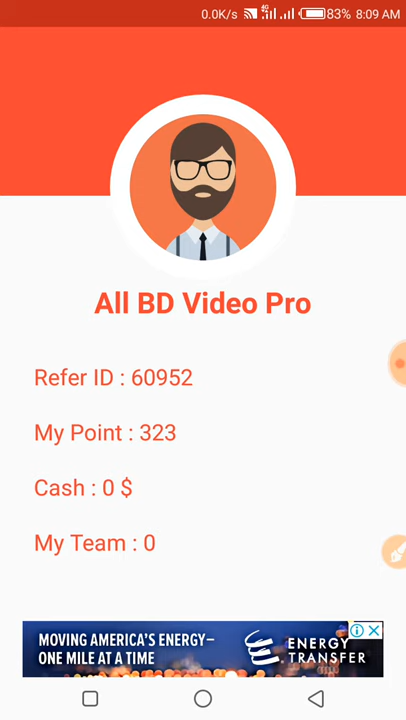 0.0K/s 4G 83% 8:09 AM
All BD Video Pro
Refer ID : 60952
My Point : 323
Cash : 0 $
My Team : 0
MOVING AMERICA'S ENERGY–
ONE MILE AT A TIME
ENERGY
TRANSFER